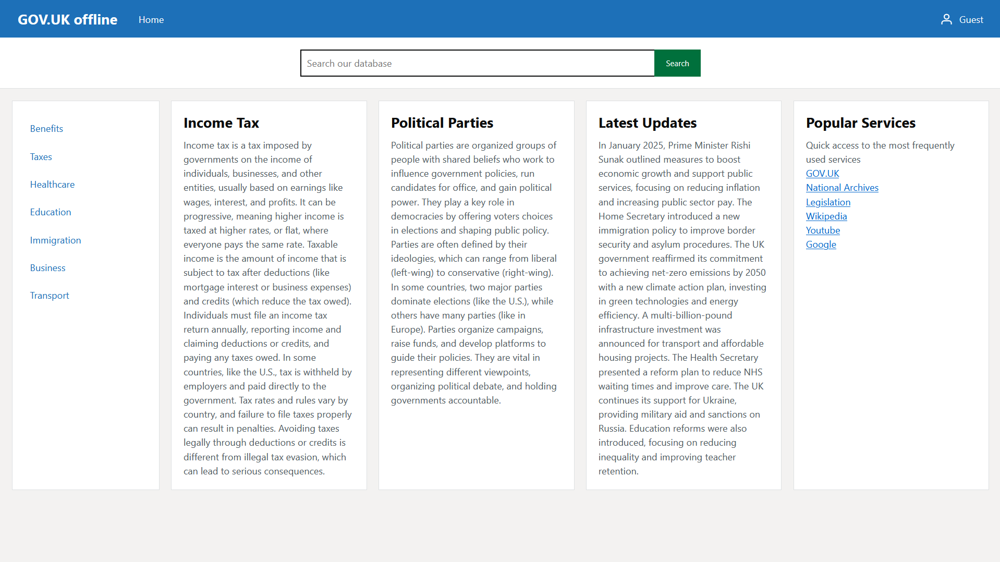 GOV.UK offline
Home
Guest
Search our database
Search
Benefits
Taxes
Healthcare
Education
Immigration
Business
Transport
Income Tax
Income tax is a tax imposed by
governments on the income of
individuals, businesses, and other
entities, usually based on earnings like
wages, interest, and profits. It can be
progressive, meaning higher income is
taxed at higher rates, or flat, where
everyone pays the same rate. Taxable
income is the amount of income that is
subject to tax after deductions (like
mortgage interest or business expenses)
and credits (which reduce the tax owed).
Individuals must file an income tax
return annually, reporting income and
claiming deductions or credits, and
paying any taxes owed. In some
countries, like the U.S., tax is withheld by
employers and paid directly to the
government. Tax rates and rules vary by
country, and failure to file taxes properly
can result in penalties. Avoiding taxes
legally through deductions or credits is
different from illegal tax evasion, which
can lead to serious consequences.
Political Parties
Political parties are organized groups of
people with shared beliefs who work to
influence government policies, run
candidates for office, and gain political
power. They play a key role in
democracies by offering voters choices
in elections and shaping public policy.
Parties are often defined by their
ideologies, which can range from liberal
(left-wing) to conservative (right-wing).
In some countries, two major parties
dominate elections (like the U.S.), while
others have many parties (like in
Europe). Parties organize campaigns,
raise funds, and develop platforms to
guide their policies. They are vital in
representing different viewpoints,
organizing political debate, and holding
governments accountable.
Latest Updates
In January 2025, Prime Minister Rishi
Sunak outlined measures to boost
economic growth and support public
services, focusing on reducing inflation
and increasing public sector pay. The
Home Secretary introduced a new
immigration policy to improve border
security and asylum procedures. The UK
government reaffirmed its commitment
to achieving net-zero emissions by 2050
with a new climate action plan, investing
in green technologies and energy
efficiency. A multi-billion-pound
infrastructure investment was
announced for transport and affordable
housing projects. The Health Secretary
presented a reform plan to reduce NHS
waiting times and improve care. The UK
continues its support for Ukraine,
providing military aid and sanctions on
Russia. Education reforms were also
introduced, focusing on reducing
inequality and improving teacher
retention.
Popular Services
Quick access to the most frequently
used services
GOV.UK
National Archives
Legislation
Wikipedia
Youtube
Google